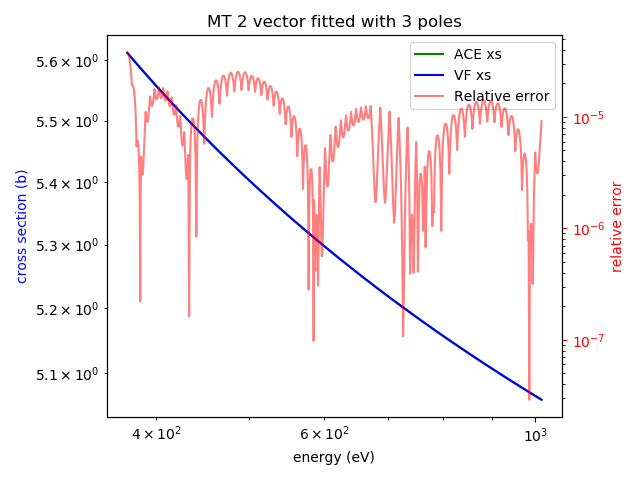 MT 2 vector fitted with 3 poles
ACE xs
VF xs
Relative error
5.6 × 10⁰
5.5 × 10⁰
5.4 × 10⁰
5.3 × 10⁰
5.2 × 10⁰
5.1 × 10⁰
cross section (b)
10⁻⁵
10⁻⁶
10⁻⁷
relative error
4 × 10²
6 × 10²
10³
energy (eV)